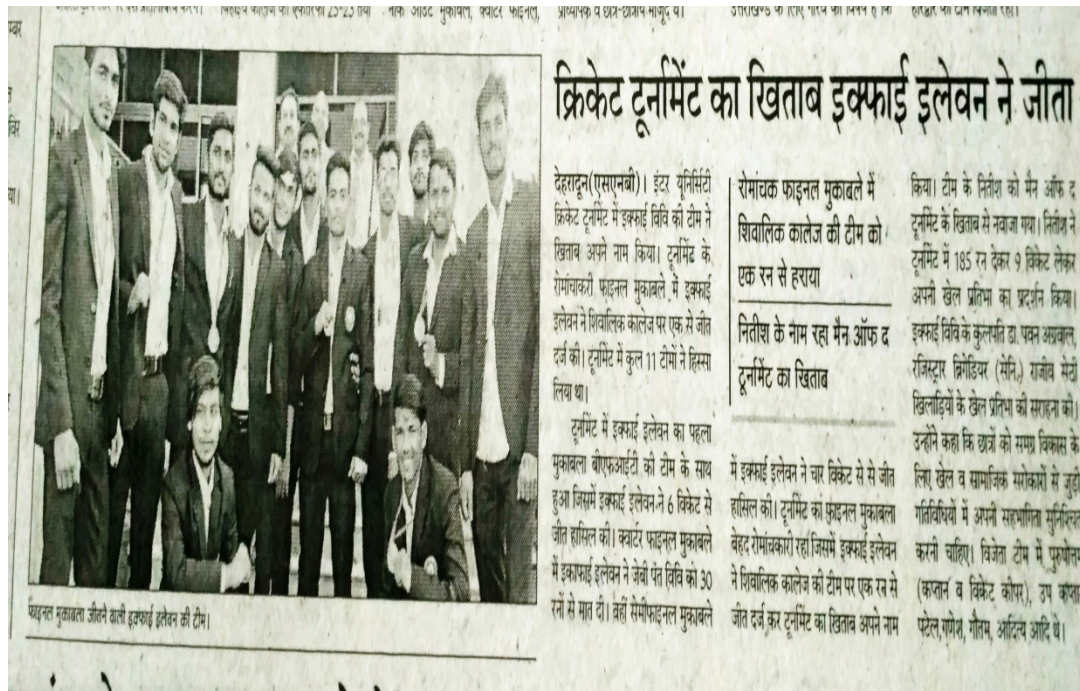 प्राध्यापक व छात्र-छात्राय मौजूद थे।
क्रिकेट टूर्नामेंट का खिताब इक्फाई इलेवन ने जीता
देहरादून(एसएनबी)। इंटर यूनिर्सिटी
क्रिकेट टूर्नामेंट में इक्फाई विवि की टीम ने
खिताब अपने नाम किया। टूर्नामेंट के
रोमांचाकरी फाइनल मुकाबले में इक्फाई
इलेवन ने शिवालिक कालेज पर एक से जीत
दर्ज की। टूर्नामेंट में कुल 11 टीमों ने हिस्सा
लिया था।
टूर्नामेंट में इक्फाई इलेवन का पहला
मुकाबला बीएफआईटी की टीम के साथ
हुआ जिसमें इक्फाई इलेवन ने 6 विकेट से
जीत हासिल की। क्वार्टर फाइनल मुकाबले
में इकाफाई इलेवन ने जेबी पंत विवि को 30
रनों से मात दी। वहीं सेमीफाइनल मुकाबले
रोमांचक फाइनल मुकाबले में
शिवालिक कालेज की टीम को
एक रन से हराया
नितीश के नाम रहा मैन ऑफ द
टूर्नामेंट का खिताब
में इक्फाई इलेवन ने चार विकेट से से जीत
हासिल की। टूर्नामेंट का फाइनल मुकाबला
बेहद रोमांचकारी रहा जिसमें इक्फाई इलेवन
ने शिवालिक कालेज की टीम पर एक रन से
जीत दर्ज कर टूर्नामेंट का खिताब अपने नाम
किया। टीम के नितीश को मैन ऑफ द
टूर्नामेंट के खिताब से नवाजा गया। नितीश ने
टूर्नामेंट में 185 रन देकर 9 विकेट लेकर
अपनी खेल प्रतिभा का प्रदर्शन किया।
इक्फाई विवि के कुलपति डा. पवन अग्रवाल,
रजिस्ट्रार ब्रिगेडियर (सेनि.) राजीव सेटी
खिलाड़ियों के खेल प्रतिभा की सराहना की।
उन्होंने कहा कि छात्रों को समग्र विकास के
लिए खेल व सामाजिक सरोकारों से जुड़ी
गतिविधियों में अपनी सहभागिता सुनिश्चित
करनी चाहिए। विजेता टीम में पुरुषोत्तम
(कप्तान व विकेट कीपर), उप कप्तान
पटेल, गणेश, गौतम, आदित्य आदि थे।
फाइनल मुकाबला जीतने वाली इक्फाई इलेवन की टीम।